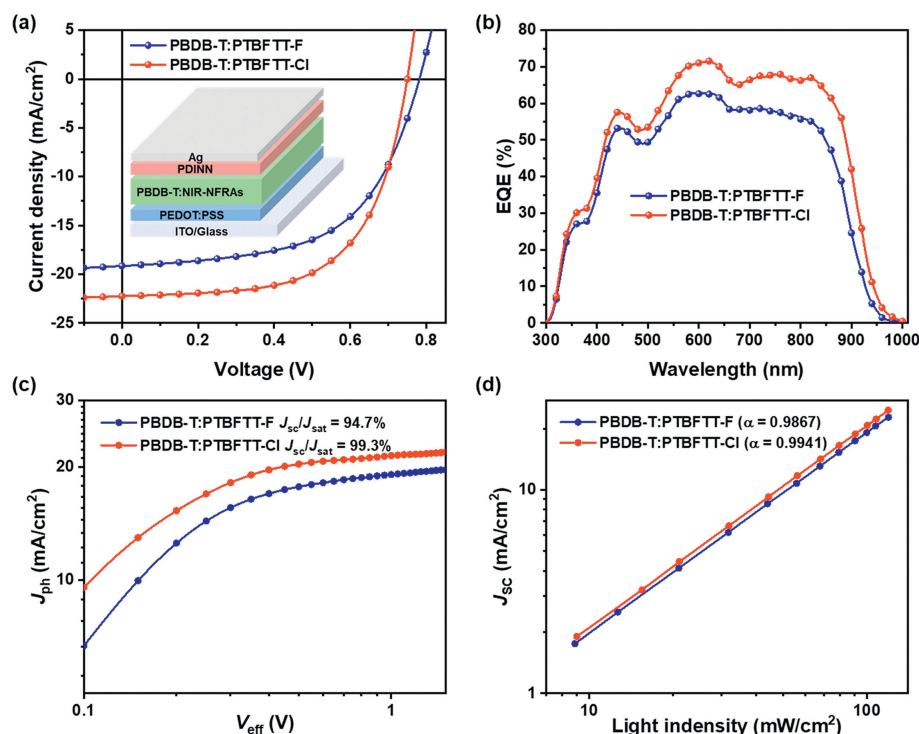 (a)
5
0
-5
-10
-15
-20
-25
Current density (mA/cm²)
PBDB-T:PTBFTT-F
PBDB-T:PTBFTT-Cl
Ag
PDINN
PBDB-T:NIR-NFRAs
PEDOT:PSS
ITO/Glass
0.0 0.2 0.4 0.6 0.8
Voltage (V)
(b)
80
70
60
50
40
30
20
10
0
EQE (%)
PBDB-T:PTBFTT-F
PBDB-T:PTBFTT-Cl
300 400 500 600 700 800 900 1000
Wavelength (nm)
(c)
30
20
10
Jph (mA/cm²)
PBDB-T:PTBFTT-F Jsc/Jsat = 94.7%
PBDB-T:PTBFTT-Cl Jsc/Jsat = 99.3%
0.1 1
Veff (V)
(d)
10
1
JSC (mA/cm²)
PBDB-T:PTBFTT-F (α = 0.9867)
PBDB-T:PTBFTT-Cl (α = 0.9941)
10 100
Light indensity (mW/cm²)